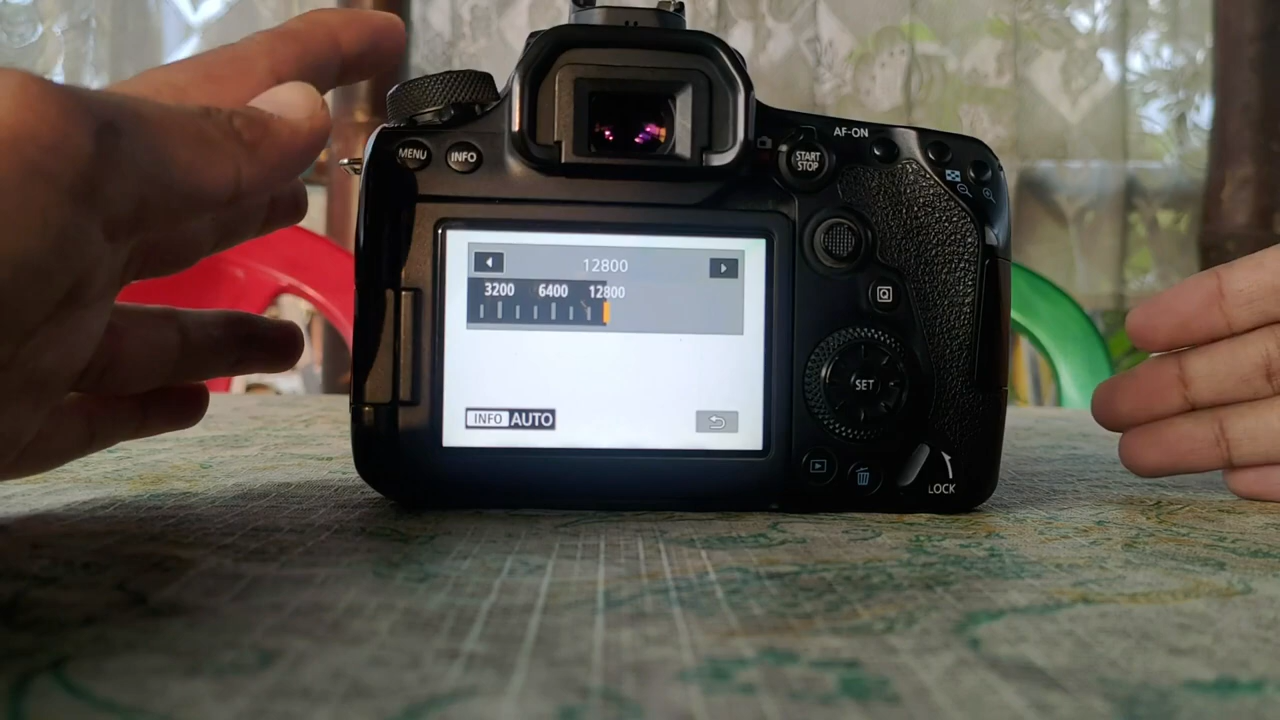 AF-ON
MENU
INFO
START
STOP
12800
3200 6400 12800
Q
SET
INFO AUTO
LOCK